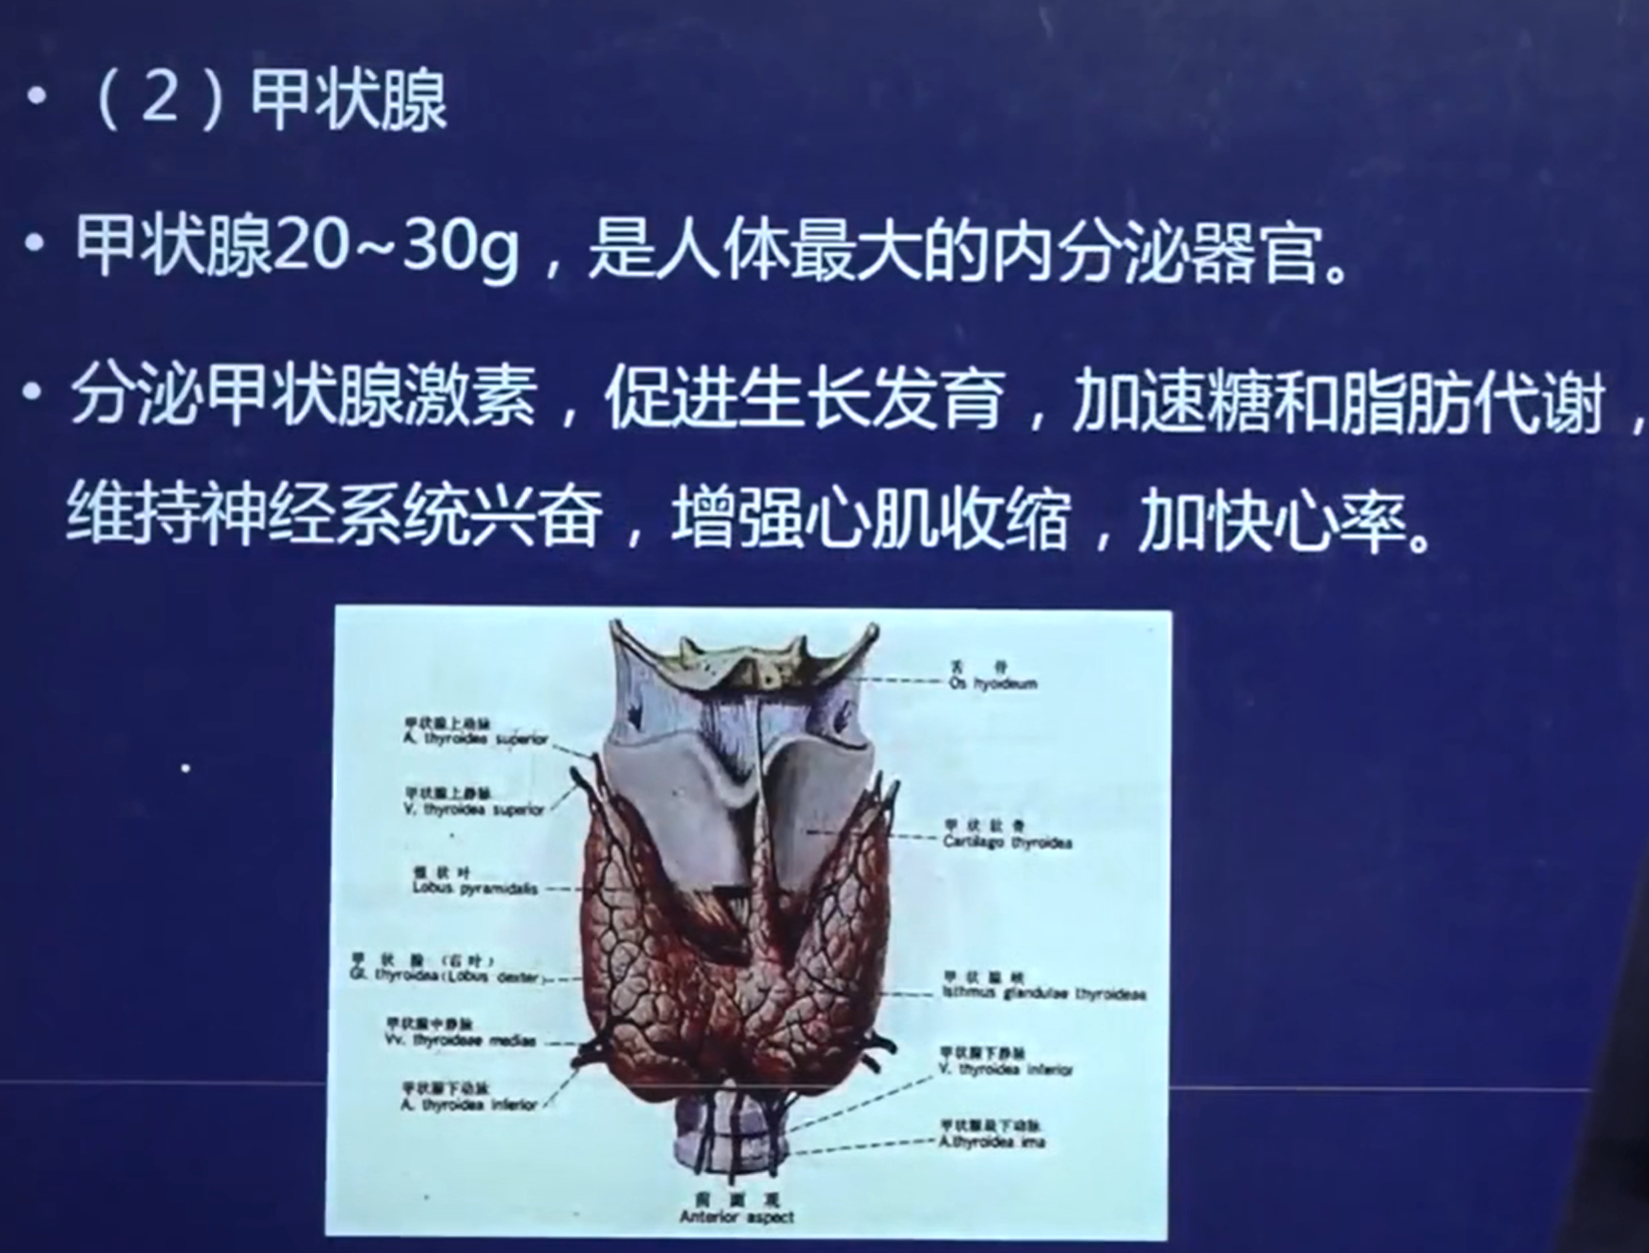 • （2）甲状腺
• 甲状腺20~30g，是人体最大的内分泌器官。
• 分泌甲状腺激素，促进生长发育，加速糖和脂肪代谢，
维持神经系统兴奋，增强心肌收缩，加快心率。
舌 骨
Os hyoideum
甲状腺上动脉
A. thyroidea superior
甲状腺上静脉
V. thyroidea superior
甲 状 软 骨
Cartilago thyroidea
锥 状 叶
Lobus pyramidalis
甲 状 腺 （右 叶）
Gl. thyroidea (Lobus dexter)
甲 状 腺 峡
Isthmus glandulae thyroideae
甲状腺中静脉
Vv. thyroideae mediae
甲状腺下静脉
V. thyroidea inferior
甲状腺下动脉
A. thyroidea inferior
甲状腺最下动脉
A.thyroidea ima
前 面 观
Anterior aspect